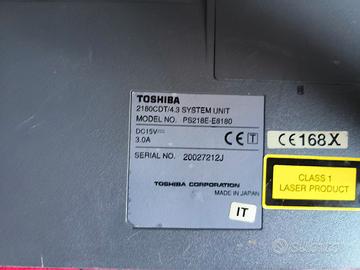 TOSHIBA
2180CDT/4.3 SYSTEM UNIT
MODEL NO. PS218E-E8180
DC15V
3.0A
CE
SERIAL NO. 20027212J
TOSHIBA CORPORATION
MADE IN JAPAN
IT
CE168X
CLASS 1
LASER PRODUCT
subito